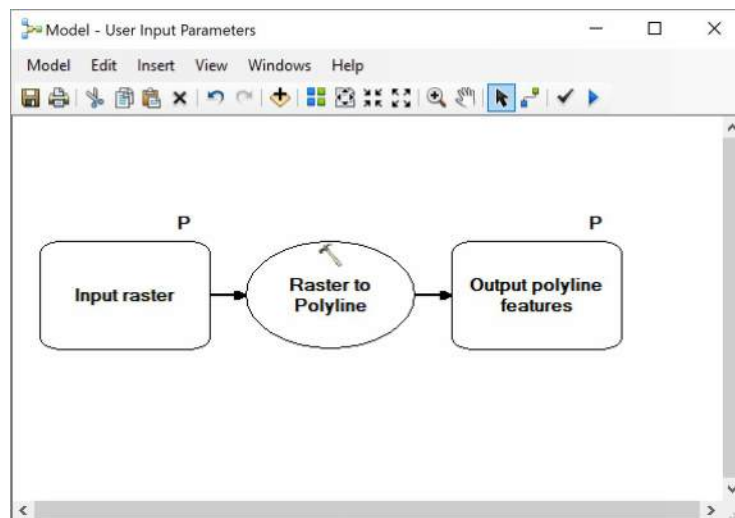 Model - User Input Parameters
Model Edit Insert View Windows Help
P
P
Input raster
Raster to
Polyline
Output polyline
features